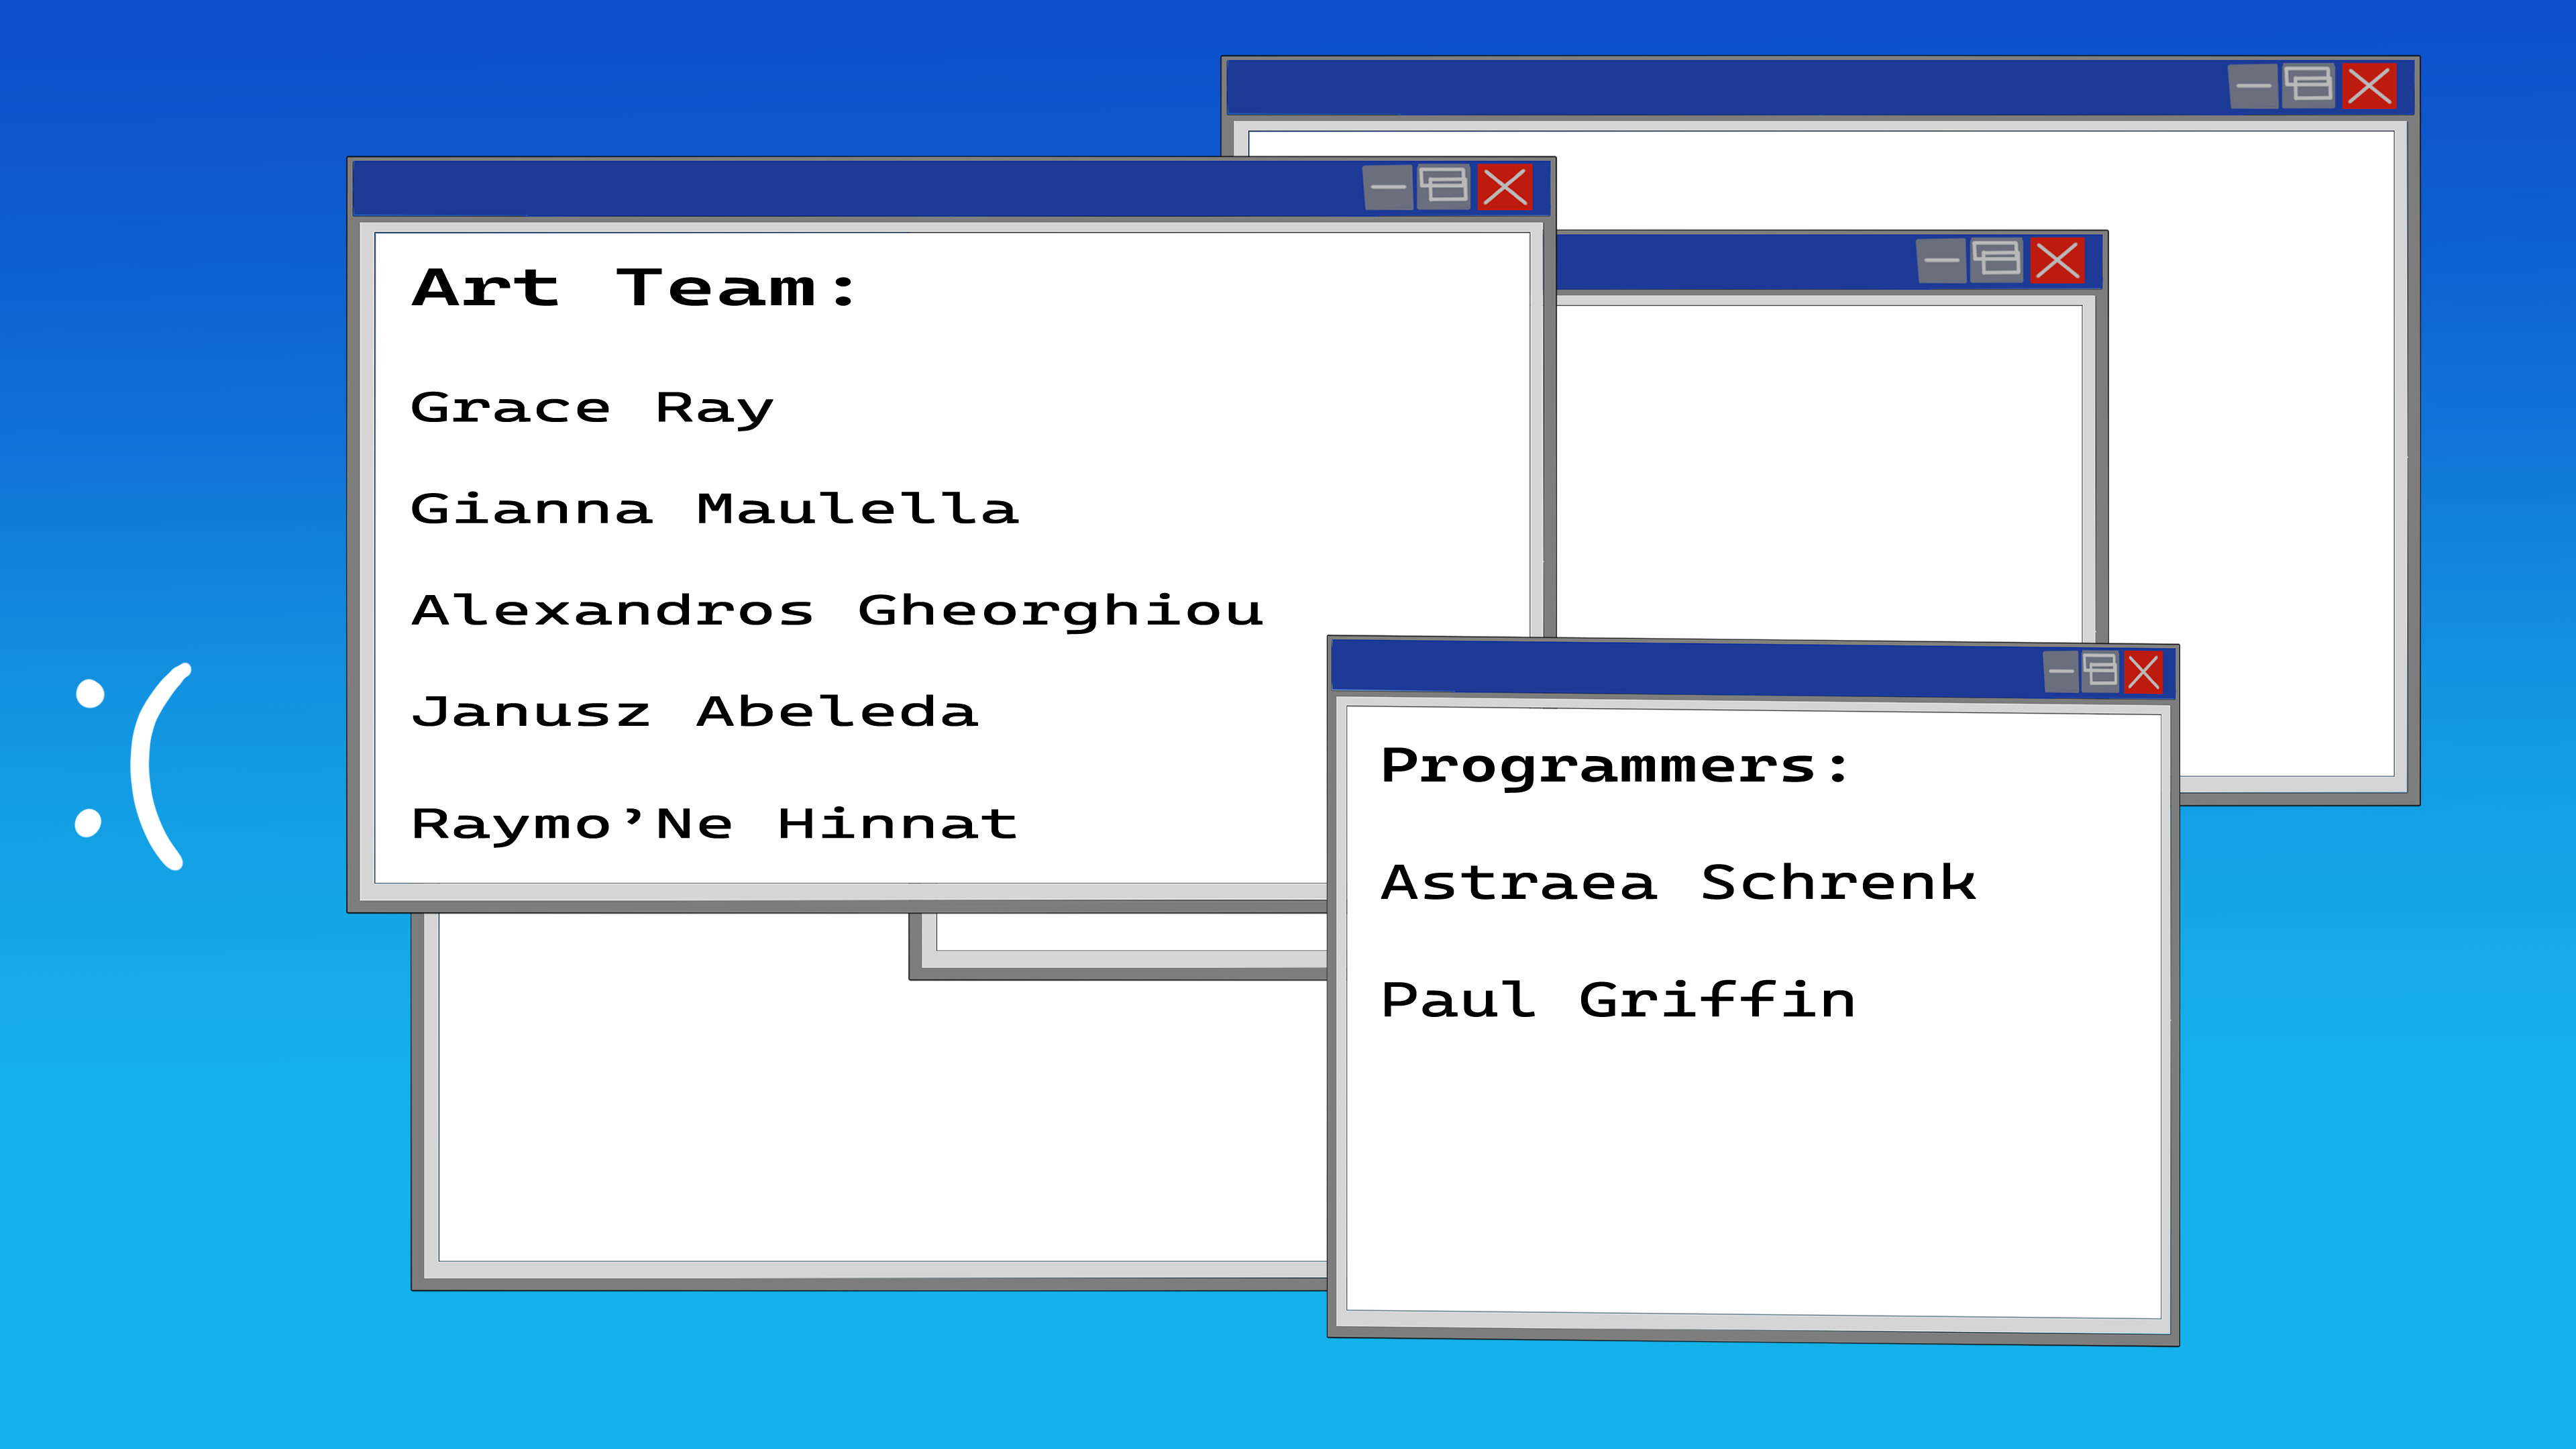 Art Team:
Grace Ray
Gianna Maulella
Alexandros Gheorghiou
Janusz Abeleda
Raymo’Ne Hinnat
:(
Programmers:
Astraea Schrenk
Paul Griffin